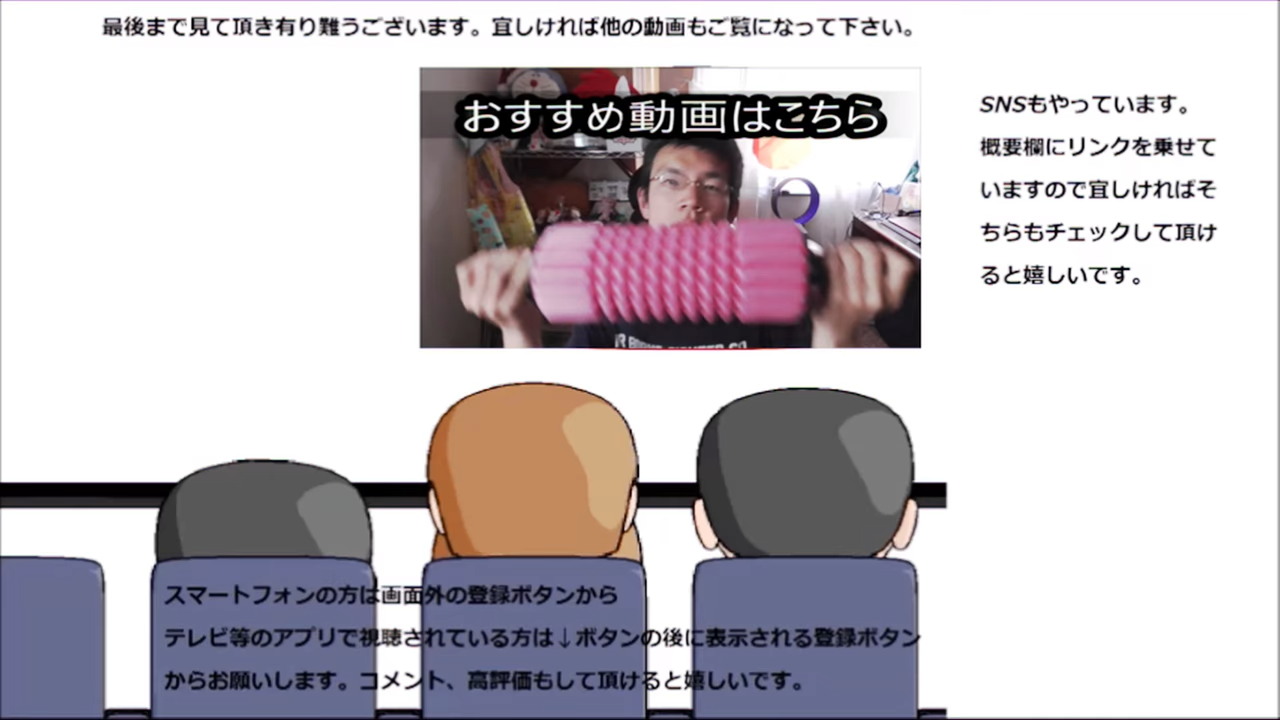 最後まで見て頂き有り難うございます。宜しければ他の動画もご覧になって下さい。
おすすめ動画はこちら
SNSもやっています。
概要欄にリンクを乗せて
いますので宜しければそ
ちらもチェックして頂け
ると嬉しいです。
スマートフォンの方は画面外の登録ボタンから
テレビ等のアプリで視聴されている方は↓ボタンの後に表示される登録ボタン
からお願いします。コメント、高評価もして頂けると嬉しいです。